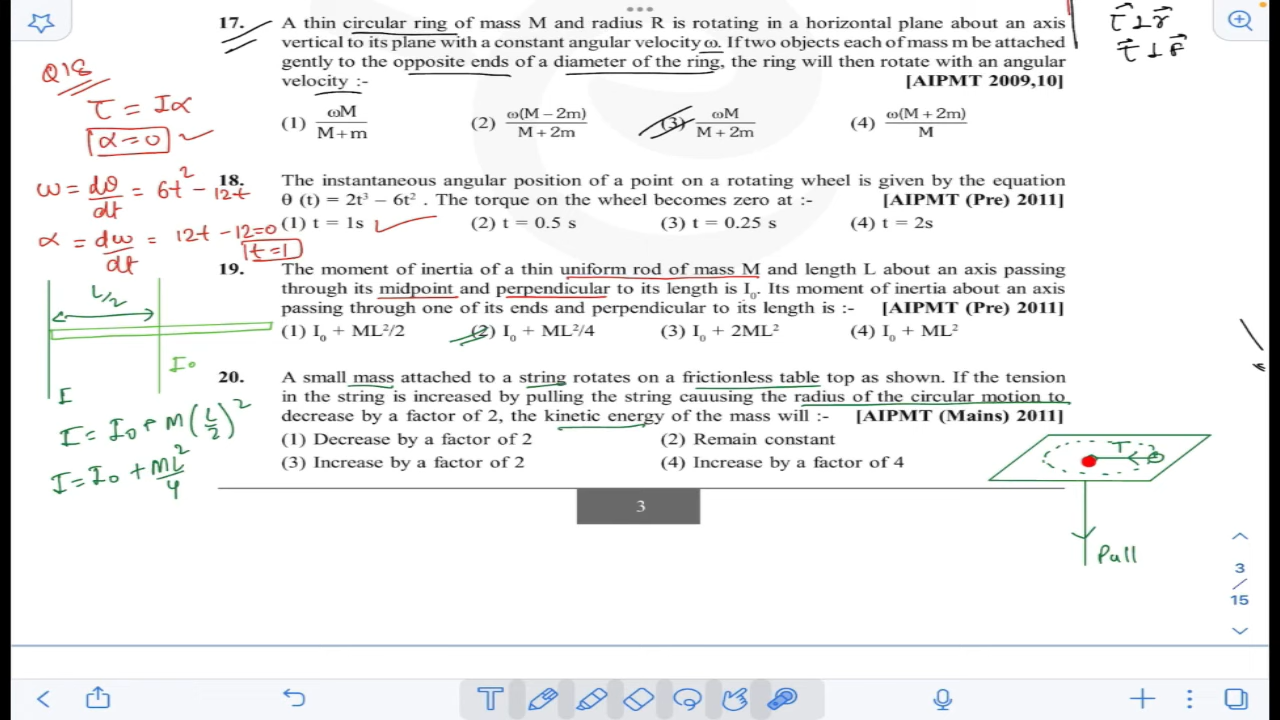 17. A thin circular ring of mass M and radius R is rotating in a horizontal plane about an axis
vertical to its plane with a constant angular velocity ω. If two objects each of mass m be attached
gently to the opposite ends of a diameter of the ring, the ring will then rotate with an angular
velocity :- [AIPMT 2009,10]
(1) ωM/(M+m) (2) ω(M − 2m)/(M + 2m) (3) ωM/(M + 2m) (4) ω(M + 2m)/M
18. The instantaneous angular position of a point on a rotating wheel is given by the equation
θ (t) = 2t³ − 6t² . The torque on the wheel becomes zero at :- [AIPMT (Pre) 2011]
(1) t = 1s (2) t = 0.5 s (3) t = 0.25 s (4) t = 2s
19. The moment of inertia of a thin uniform rod of mass M and length L about an axis passing
through its midpoint and perpendicular to its length is I₀. Its moment of inertia about an axis
passing through one of its ends and perpendicular to its length is :- [AIPMT (Pre) 2011]
(1) I₀ + ML²/2 (2) I₀ + ML²/4 (3) I₀ + 2ML² (4) I₀ + ML²
20. A small mass attached to a string rotates on a frictionless table top as shown. If the tension
in the string is increased by pulling the string cauusing the radius of the circular motion to
decrease by a factor of 2, the kinetic energy of the mass will :- [AIPMT (Mains) 2011]
(1) Decrease by a factor of 2 (2) Remain constant
(3) Increase by a factor of 2 (4) Increase by a factor of 4
3
Q18
τ = Iα
α = 0
ω = dθ/dt = 6t² − 12t
α = dω/dt = 12t − 12 = 0
t = 1
L/2
I₀
I
I = I₀ + M(L/2)²
I = I₀ + ML²/4
τ⃗ ⊥ r⃗
τ⃗ ⊥ F⃗
T
Pull
3
/
15
T